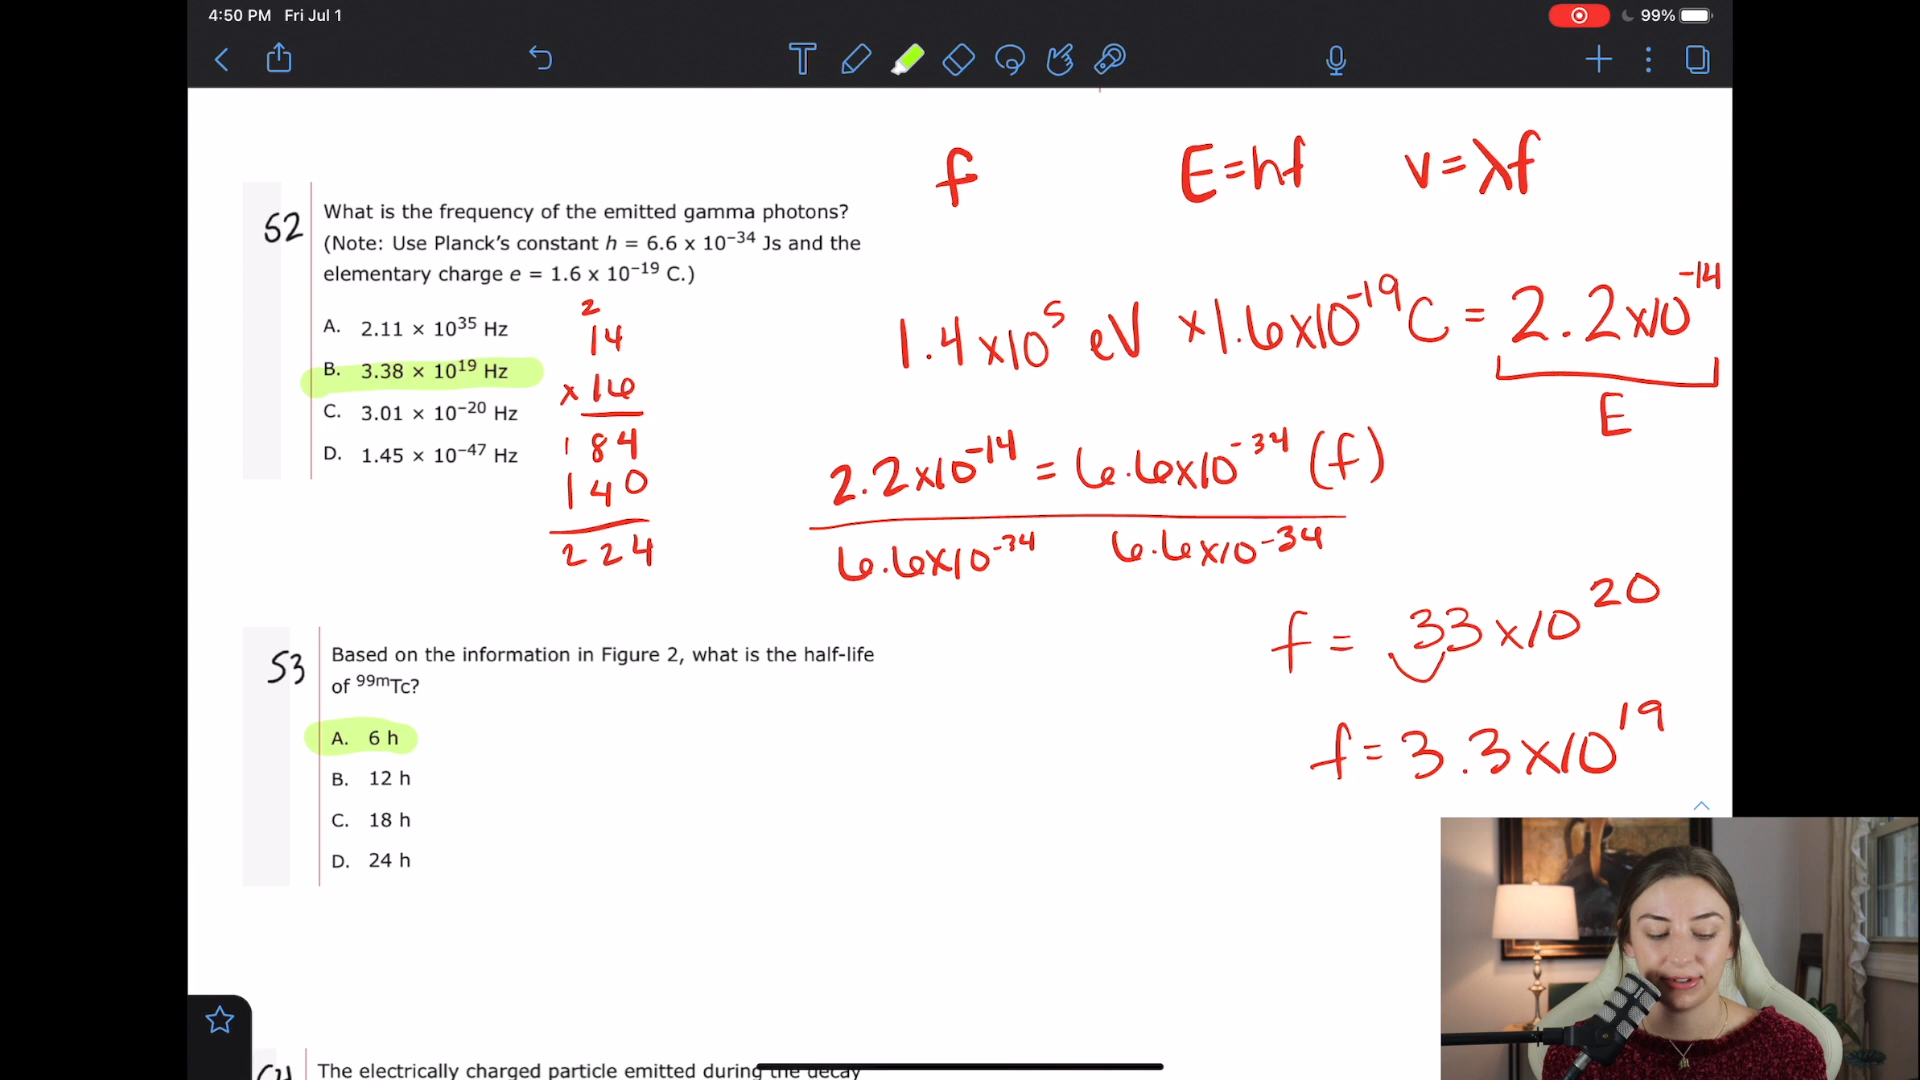 4:50 PM Fri Jul 1
99%
f
E=hf
v=λf
52
What is the frequency of the emitted gamma photons?
(Note: Use Planck's constant h = 6.6 x 10⁻³⁴ Js and the
elementary charge e = 1.6 x 10⁻¹⁹ C.)
A. 2.11 × 10³⁵ Hz
B. 3.38 × 10¹⁹ Hz
C. 3.01 × 10⁻²⁰ Hz
D. 1.45 × 10⁻⁴⁷ Hz
2
14
x16
184
140
224
1.4x10⁵ eV x1.6x10⁻¹⁹C = 2.2x10⁻¹⁴
E
2.2x10⁻¹⁴ = 6.6x10⁻³⁴ (f)
6.6x10⁻³⁴ 6.6x10⁻³⁴
f = .33x10²⁰
f=3.3x10¹⁹
53
Based on the information in Figure 2, what is the half-life
of ⁹⁹ᵐTc?
A. 6 h
B. 12 h
C. 18 h
D. 24 h
The electrically charged particle emitted during the decay